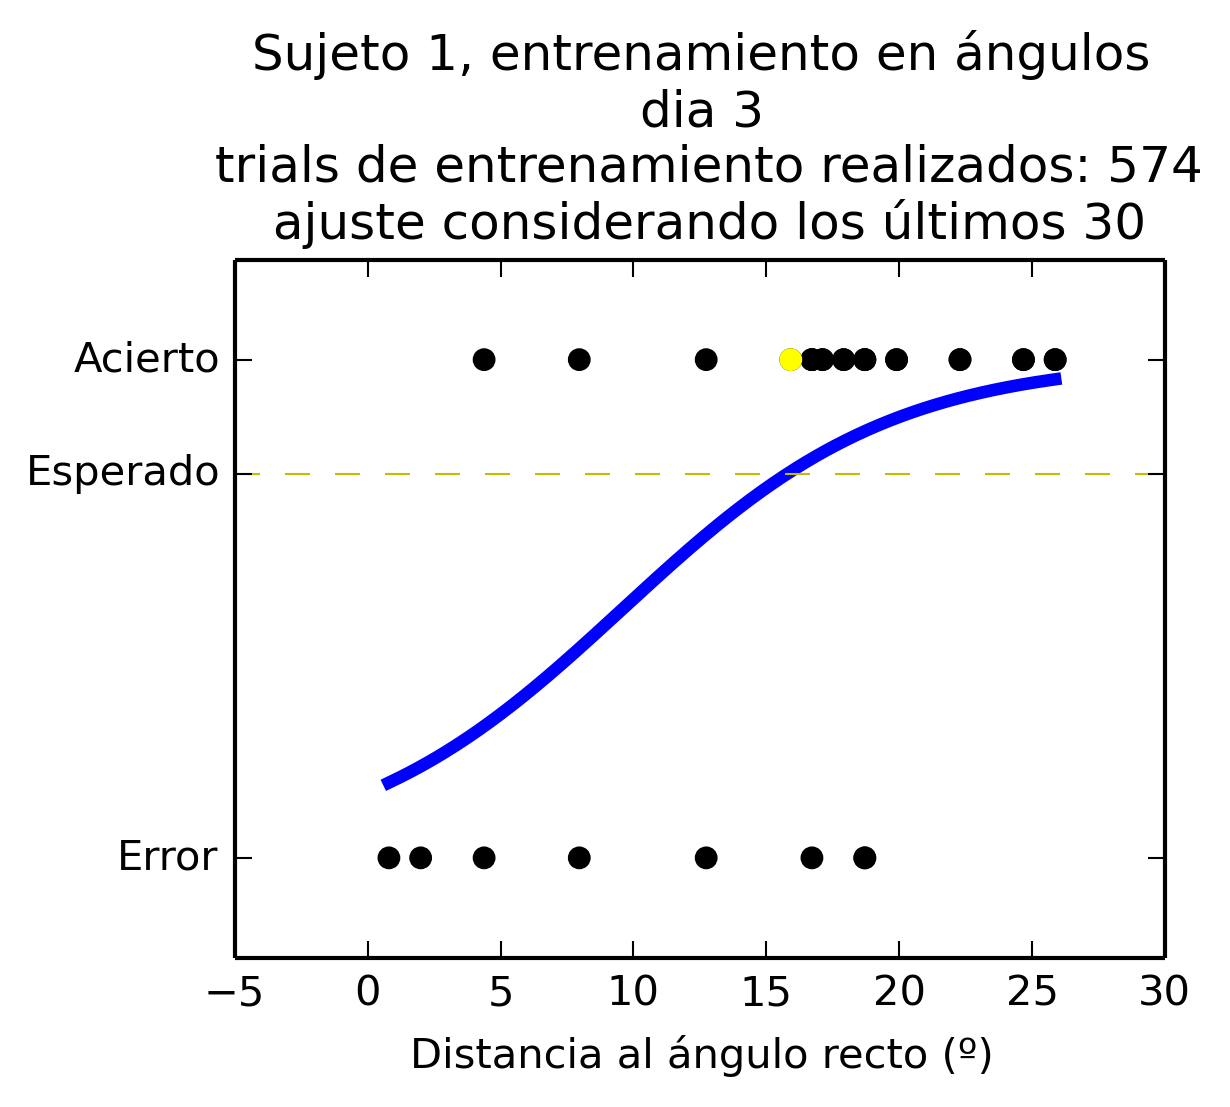 Sujeto 1, entrenamiento en ángulos
dia 3
trials de entrenamiento realizados: 574
ajuste considerando los últimos 30
Acierto
Esperado
Error
−5 0 5 10 15 20 25 30
Distancia al ángulo recto (º)